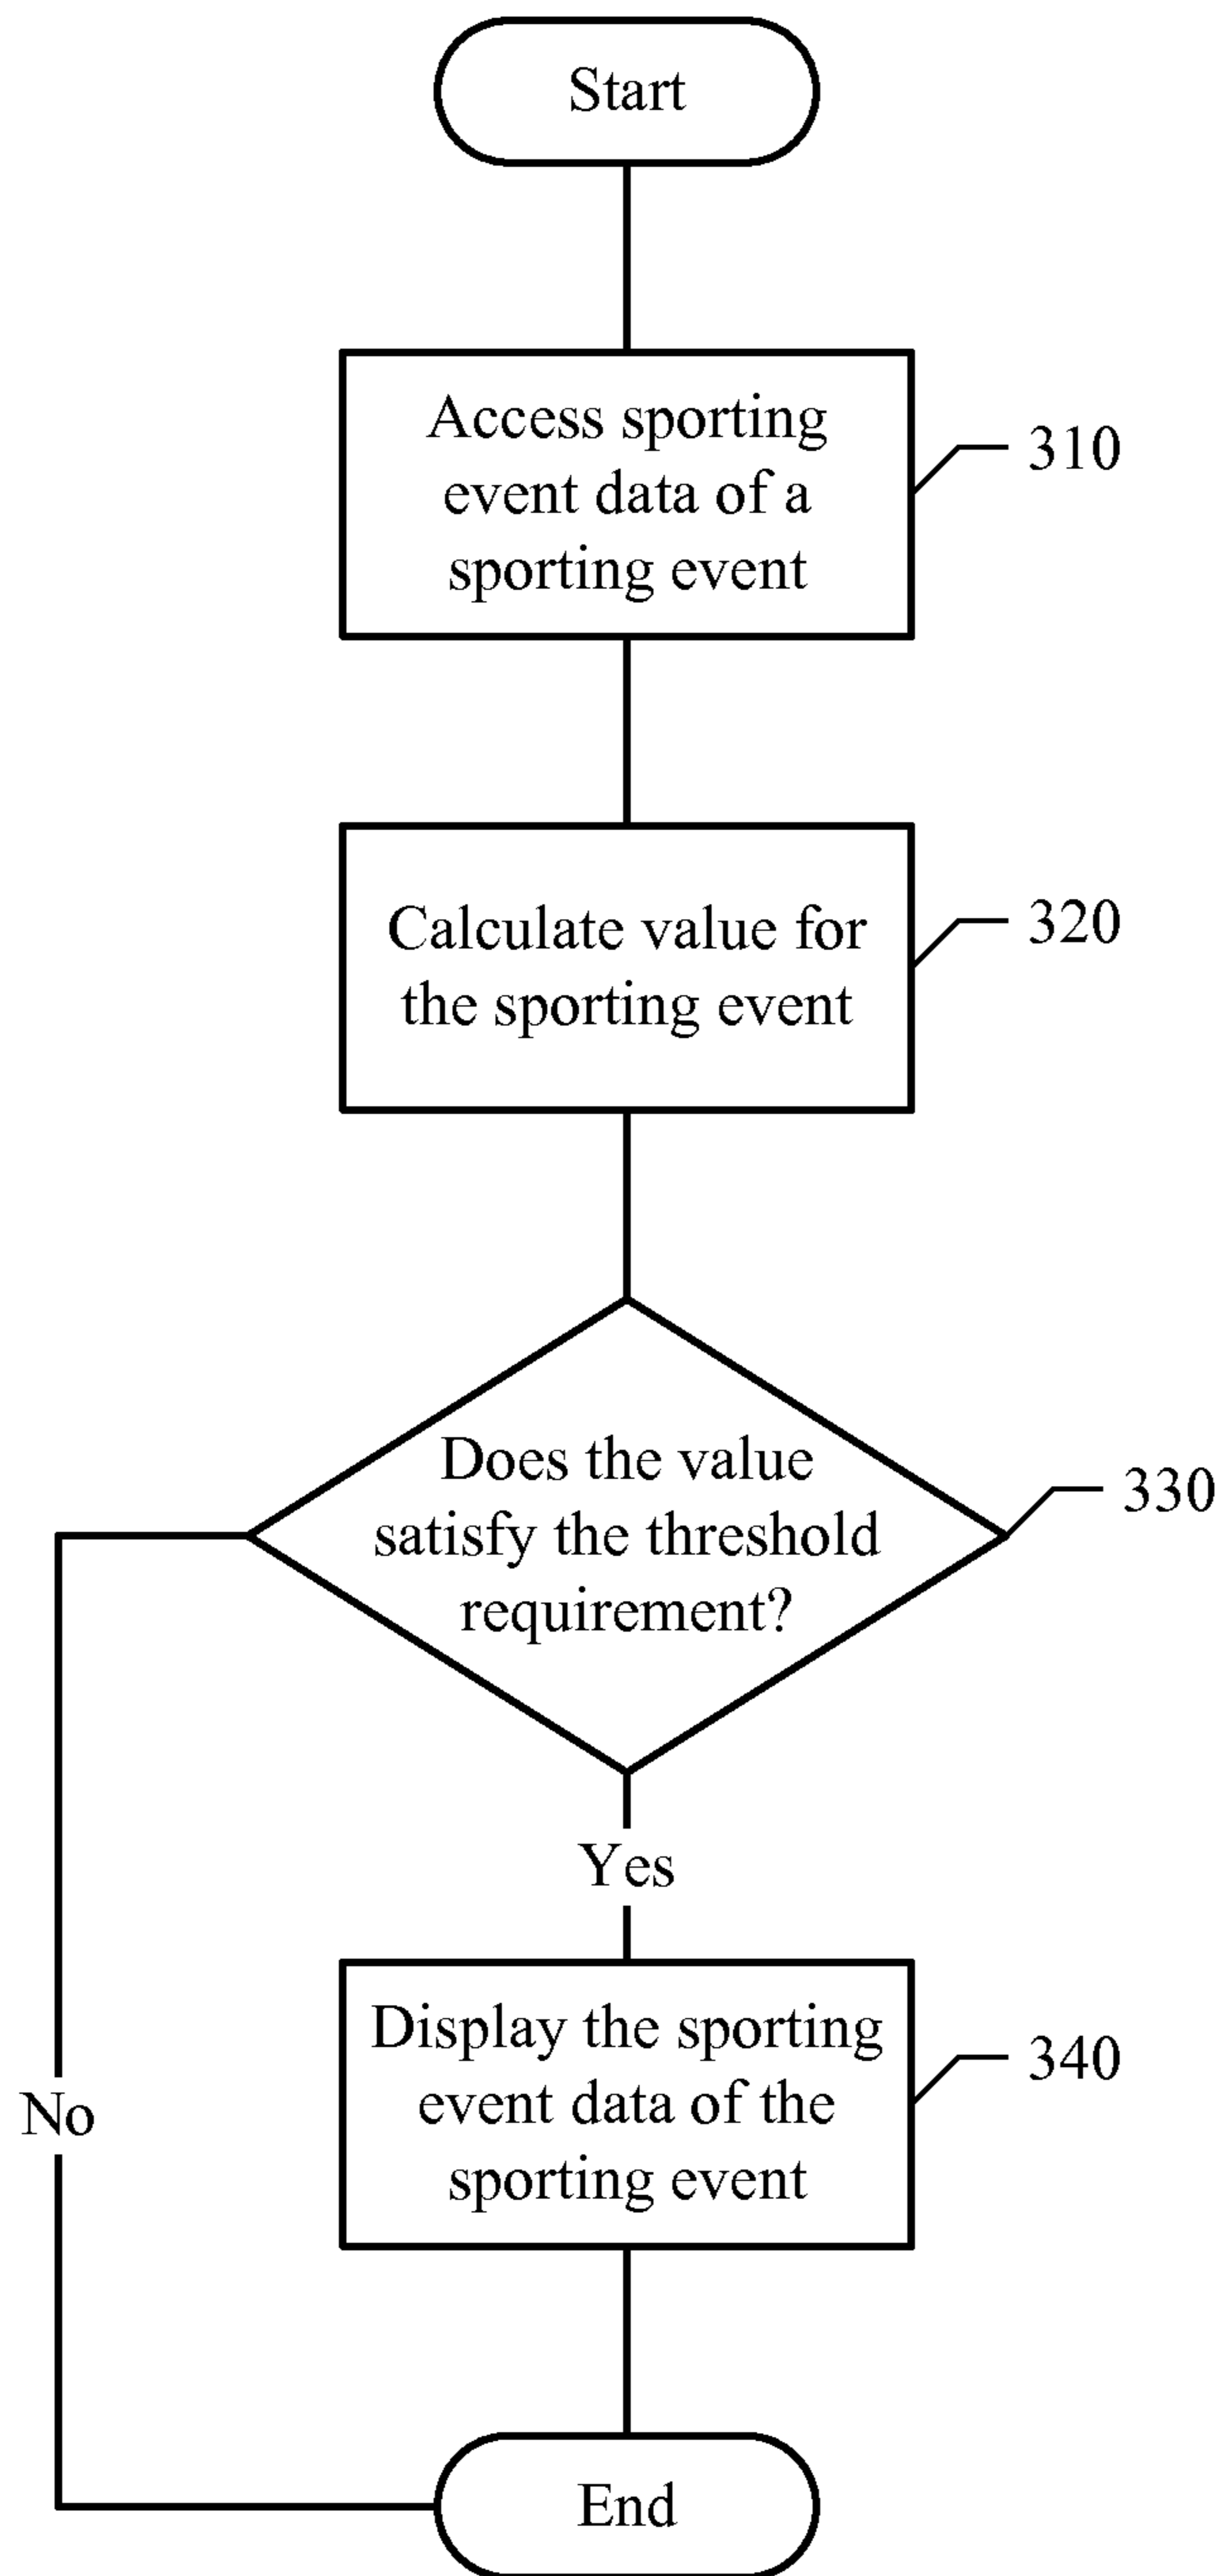 Start
Access sporting
event data of a
sporting event
310
Calculate value for
the sporting event
320
Does the value
satisfy the threshold
requirement?
330
Yes
Display the sporting
event data of the
sporting event
340
No
End